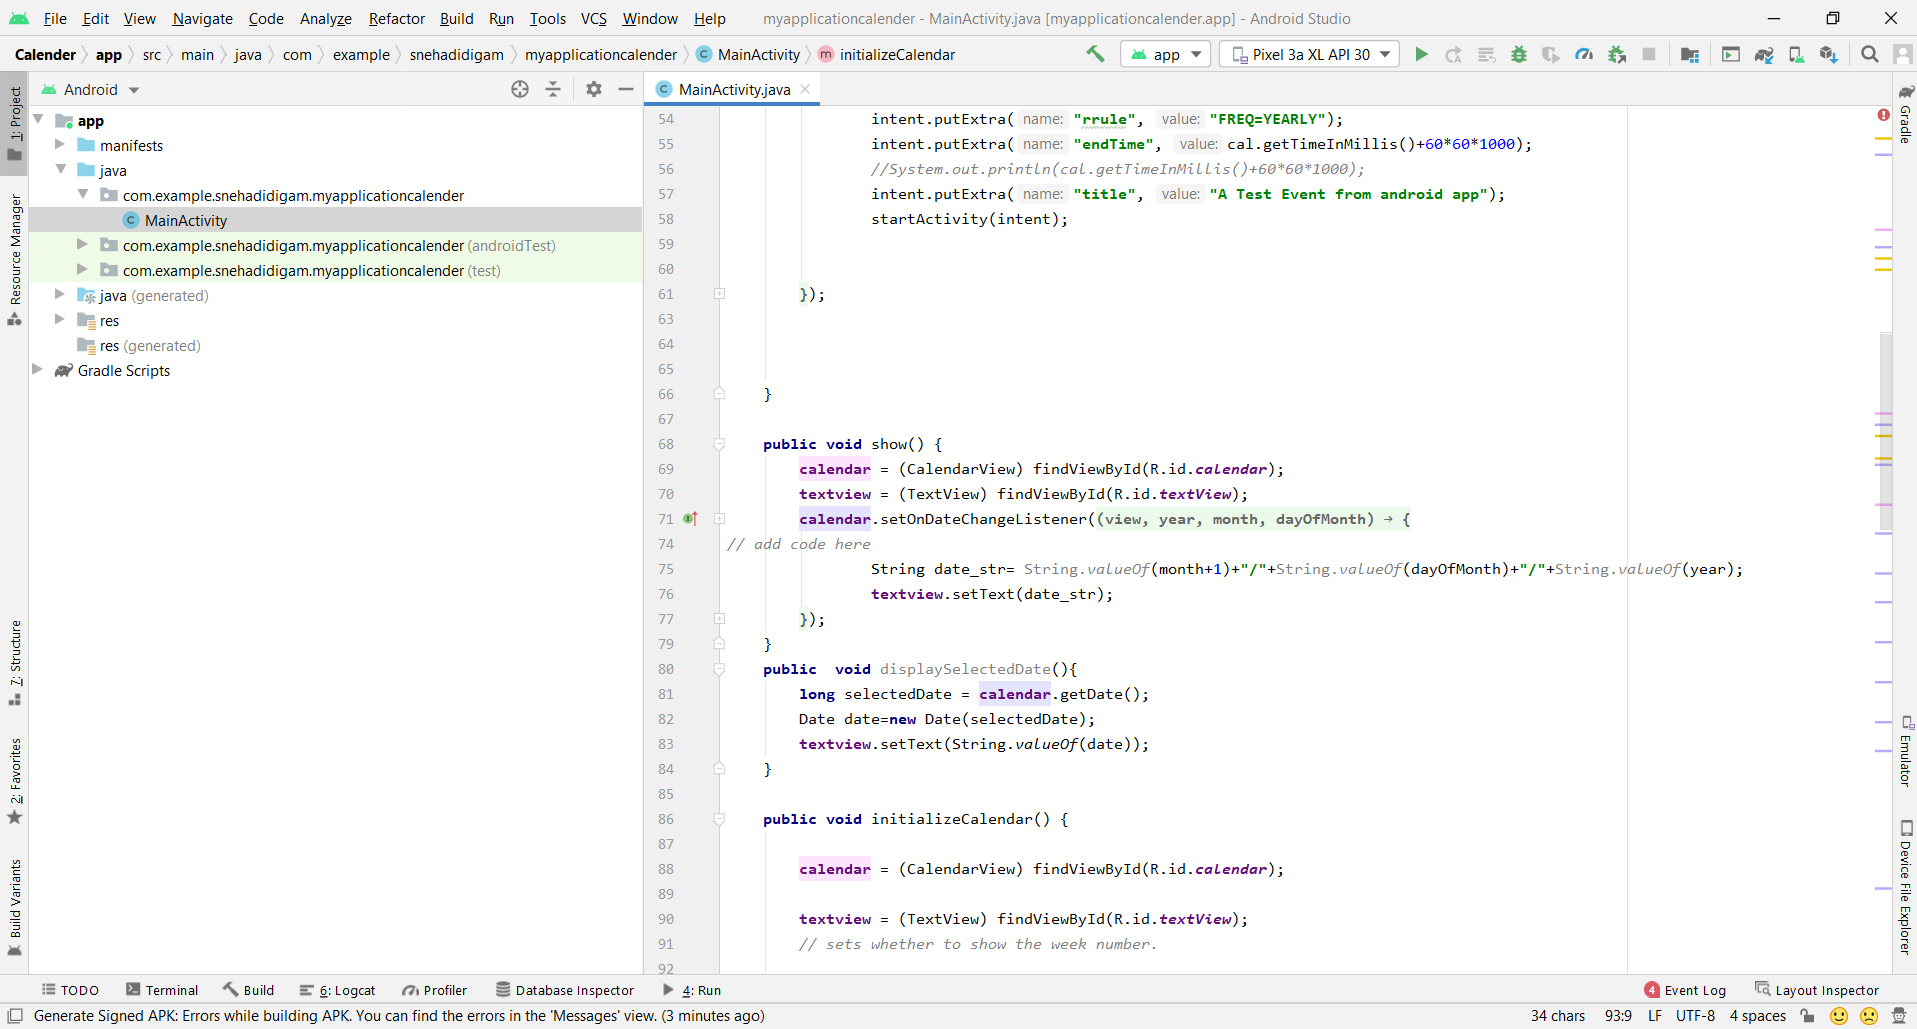 File Edit View Navigate Code Analyze Refactor Build Run Tools VCS Window Help myapplicationcalender - MainActivity.java [myapplicationcalender.app] - Android Studio
Calender app src main java com example snehadidigam myapplicationcalender C MainActivity m initializeCalendar app Pixel 3a XL API 30
1: Project
Resource Manager
7: Structure
2: Favorites
Build Variants
Android
app
manifests
java
com.example.snehadidigam.myapplicationcalender
C MainActivity
com.example.snehadidigam.myapplicationcalender (androidTest)
com.example.snehadidigam.myapplicationcalender (test)
java (generated)
res
res (generated)
Gradle Scripts
C MainActivity.java
54 intent.putExtra( name: "rrule", value: "FREQ=YEARLY");
55 intent.putExtra( name: "endTime", value: cal.getTimeInMillis()+60*60*1000);
56 //System.out.println(cal.getTimeInMillis()+60*60*1000);
57 intent.putExtra( name: "title", value: "A Test Event from android app");
58 startActivity(intent);
59
60
61 });
63
64
65
66 }
67
68 public void show() {
69 calendar = (CalendarView) findViewById(R.id.calendar);
70 textview = (TextView) findViewById(R.id.textView);
71 calendar.setOnDateChangeListener((view, year, month, dayOfMonth) → {
74 // add code here
75 String date_str= String.valueOf(month+1)+"/"+String.valueOf(dayOfMonth)+"/"+String.valueOf(year);
76 textview.setText(date_str);
77 });
79 }
80 public void displaySelectedDate(){
81 long selectedDate = calendar.getDate();
82 Date date=new Date(selectedDate);
83 textview.setText(String.valueOf(date));
84 }
85
86 public void initializeCalendar() {
87
88 calendar = (CalendarView) findViewById(R.id.calendar);
89
90 textview = (TextView) findViewById(R.id.textView);
91 // sets whether to show the week number.
92
Gradle
Emulator
Device File Explorer
TODO Terminal Build 6: Logcat Profiler Database Inspector 4: Run 4 Event Log Layout Inspector
Generate Signed APK: Errors while building APK. You can find the errors in the 'Messages' view. (3 minutes ago) 34 chars 93:9 LF UTF-8 4 spaces